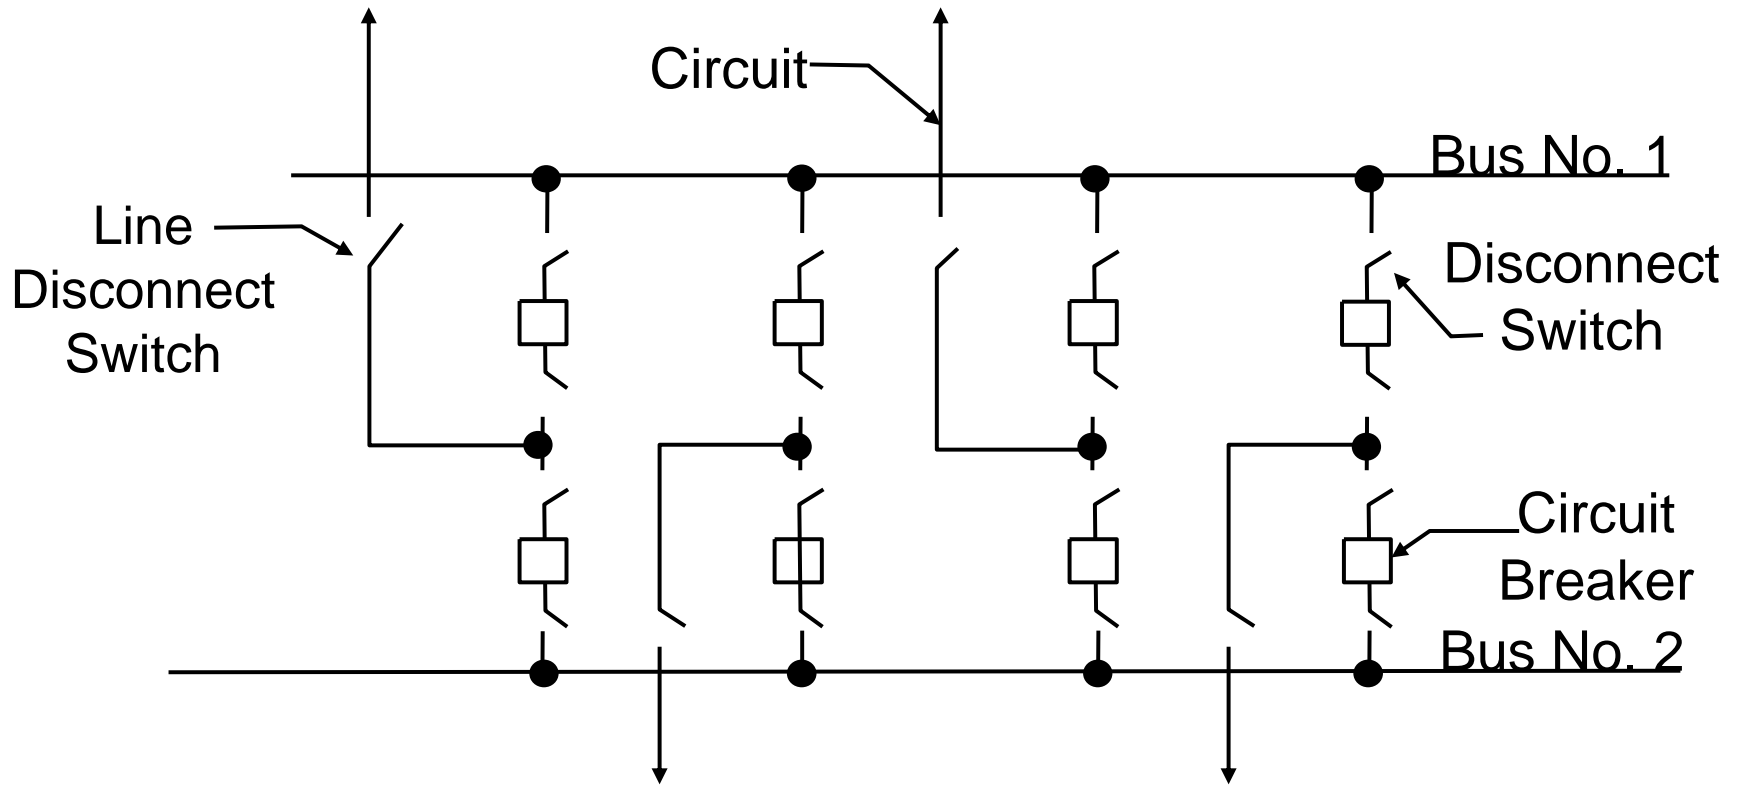 Circuit
Bus No. 1
Line
Disconnect
Switch
Disconnect
Switch
Circuit
Breaker
Bus No. 2